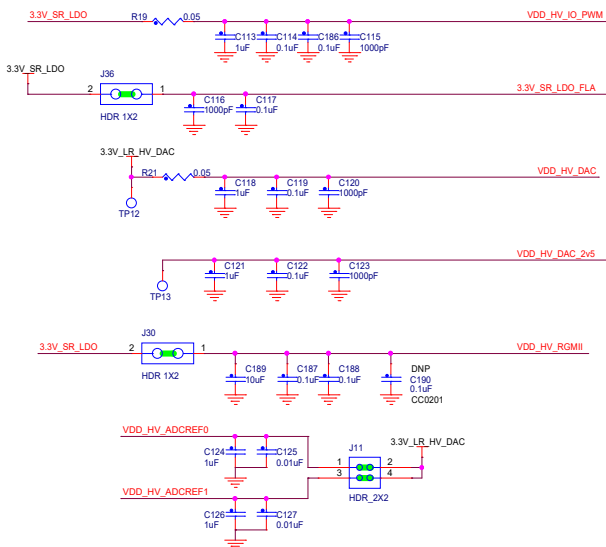 3.3V_SR_LDO R19 0.05 VDD_HV_IO_PWM
C113 C114 C186 C115
1uF 0.1uF 0.1uF 1000pF
3.3V_SR_LDO
J36
2 1 3.3V_SR_LDO_FLA
HDR 1X2
C116 C117
1000pF 0.1uF
3.3V_LR_HV_DAC
R21 0.05 VDD_HV_DAC
TP12
C118 C119 C120
1uF 0.1uF 1000pF
VDD_HV_DAC_2v5
TP13
C121 C122 C123
1uF 0.1uF 1000pF
J30
3.3V_SR_LDO 2 1 VDD_HV_RGMII
HDR 1X2
C189 C187 C188
10uF 0.1uF 0.1uF
DNP
C190
0.1uF
CC0201
VDD_HV_ADCREF0
C124 C125
1uF 0.01uF
J11
3.3V_LR_HV_DAC
1 2
3 4
HDR_2X2
VDD_HV_ADCREF1
C126 C127
1uF 0.01uF